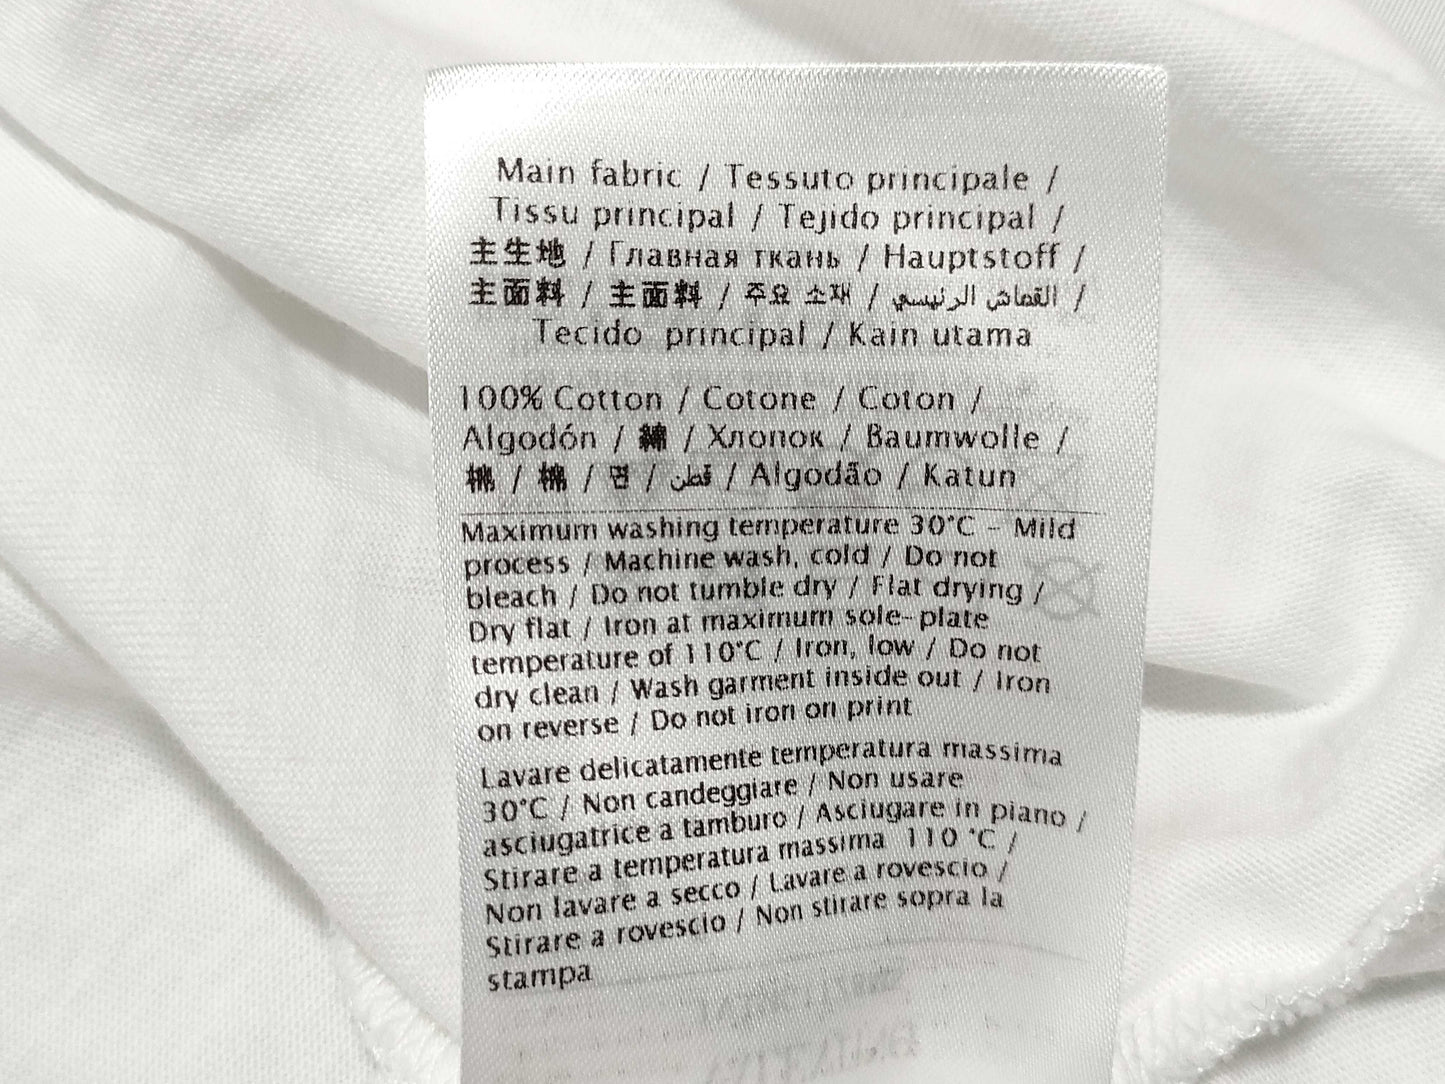 Main fabric / Tessuto principale /
Tissu principal / Tejido principal /
主生地 / Главная ткань / Hauptstoff /
主面料 / 主面料 / 주요 소재 / القماش الرئيسي /
Tecido principal / Kain utama
100% Cotton / Cotone / Coton /
Algodón / 綿 / Хлопок / Baumwolle /
棉 / 棉 / 면 / قطن / Algodão / Katun
Maximum washing temperature 30°C - Mild
process / Machine wash, cold / Do not
bleach / Do not tumble dry / Flat drying /
Dry flat / Iron at maximum sole-plate
temperature of 110°C / Iron, low / Do not
dry clean / Wash garment inside out / Iron
on reverse / Do not iron on print
Lavare delicatamente temperatura massima
30°C / Non candeggiare / Non usare
asciugatrice a tamburo / Asciugare in piano /
Stirare a temperatura massima 110 °C /
Non lavare a secco / Lavare a rovescio /
Stirare a rovescio / Non stirare sopra la
stampa